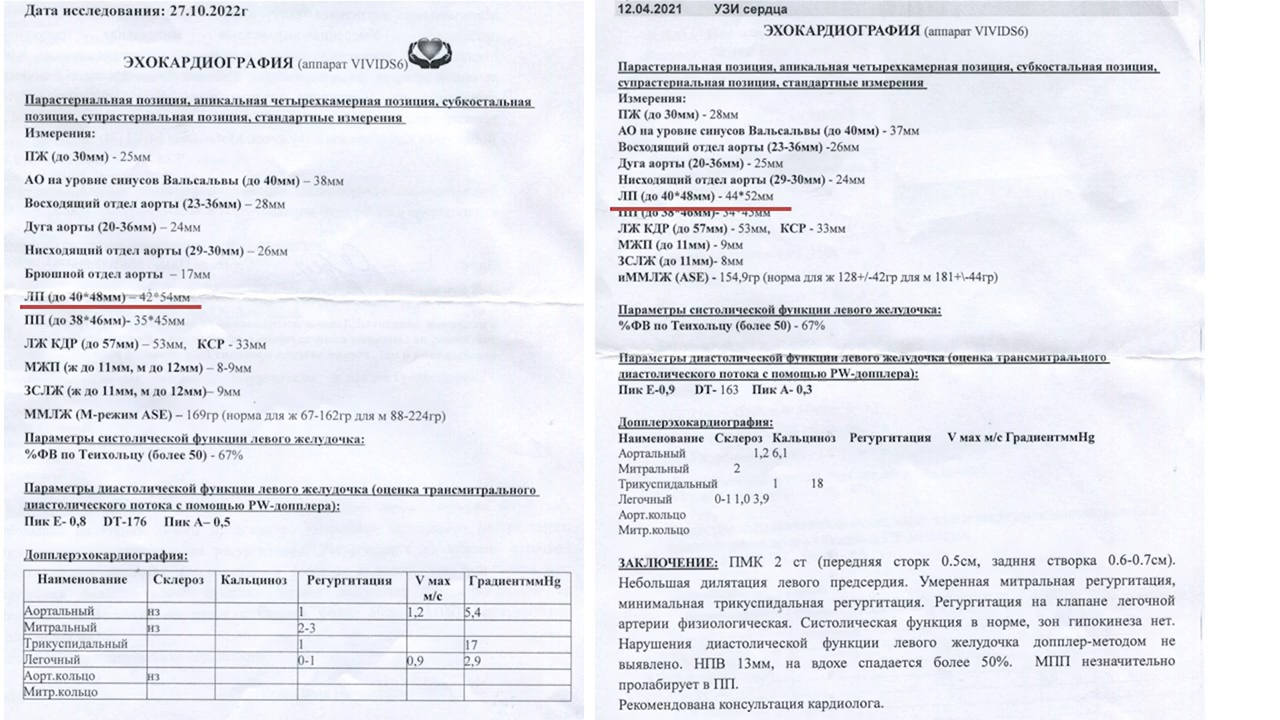 Дата исследования: 27.10.2022г
ЭХОКАРДИОГРАФИЯ (аппарат VIVIDS6)
Парастернальная позиция, апикальная четырехкамерная позиция, субкостальная
позиция, супрастернальная позиция, стандартные измерения
Измерения:
ПЖ (до 30мм) - 25мм
АО на уровне синусов Вальсальвы (до 40мм) – 38мм
Восходящий отдел аорты (23-36мм) – 28мм
Дуга аорты (20-36мм) – 24мм
Нисходящий отдел аорты (29-30мм) – 26мм
Брюшной отдел аорты – 17мм
ЛП (до 40*48мм) – 42*54мм
ПП (до 38*46мм)- 35*45мм
ЛЖ КДР (до 57мм) – 53мм, КСР - 33мм
МЖП (ж до 11мм, м до 12мм) – 8-9мм
ЗСЛЖ (ж до 11мм, м до 12мм)– 9мм
ММЛЖ (М-режим ASE) – 169гр (норма для ж 67-162гр для м 88-224гр)
Параметры систолической функции левого желудочка:
%ФВ по Теихольцу (более 50) - 67%
Параметры диастолической функции левого желудочка (оценка трансмитрального
диастолического потока с помощью PW-допплера):
Пик Е- 0,8 DT-176 Пик А– 0,5
Допплерэхокардиография:
Наименование Склероз Кальциноз Регургитация V мах ГрадиентммHg
м/с
Аортальный нз 1 1,2 5,4
Митральный нз 2-3
Трикуспидальный 1 17
Легочный 0-1 0,9 2,9
Аорт.кольцо нз
Митр.кольцо
12.04.2021 УЗИ сердца
ЭХОКАРДИОГРАФИЯ (аппарат VIVIDS6)
Парастернальная позиция, апикальная четырехкамерная позиция, субкостальная позиция,
супрастернальная позиция, стандартные измерения
Измерения:
ПЖ (до 30мм) - 28мм
АО на уровне синусов Вальсальвы (до 40мм) - 37мм
Восходящий отдел аорты (23-36мм) -26мм
Дуга аорты (20-36мм) - 25мм
Нисходящий отдел аорты (29-30мм) - 24мм
ЛП (до 40*48мм) - 44*52мм
ПП (до 38*46мм)- 34*45мм
ЛЖ КДР (до 57мм) - 53мм, КСР - 33мм
МЖП (до 11мм) - 9мм
ЗСЛЖ (до 11мм)- 8мм
иММЛЖ (ASE) - 154,9гр (норма для ж 128+/-42гр для м 181+\-44гр)
Параметры систолической функции левого желудочка:
%ФВ по Теихольцу (более 50) - 67%
Параметры диастолической функции левого желудочка (оценка трансмитрального
диастолического потока с помощью PW-допплера):
Пик Е-0,9 DT- 163 Пик А- 0,3
Допплерэхокардиография:
Наименование Склероз Кальциноз Регургитация V мах м/с ГрадиентммHg
Аортальный 1,2 6,1
Митральный 2
Трикуспидальный 1 18
Легочный 0-1 1,0 3,9
Аорт.кольцо
Митр.кольцо
ЗАКЛЮЧЕНИЕ: ПМК 2 ст (передняя сторк 0.5см, задняя створка 0.6-0.7см).
Небольшая дилятация левого предсердия. Умеренная митральная регургитация,
минимальная трикуспидальная регургитация. Регургитация на клапане легочной
артерии физиологическая. Систолическая функция в норме, зон гипокинеза нет.
Нарушения диастолической функции левого желудочка допплер-методом не
выявлено. НПВ 13мм, на вдохе спадается более 50%. МПП незначительно
пролабирует в ПП.
Рекомендована консультация кардиолога.